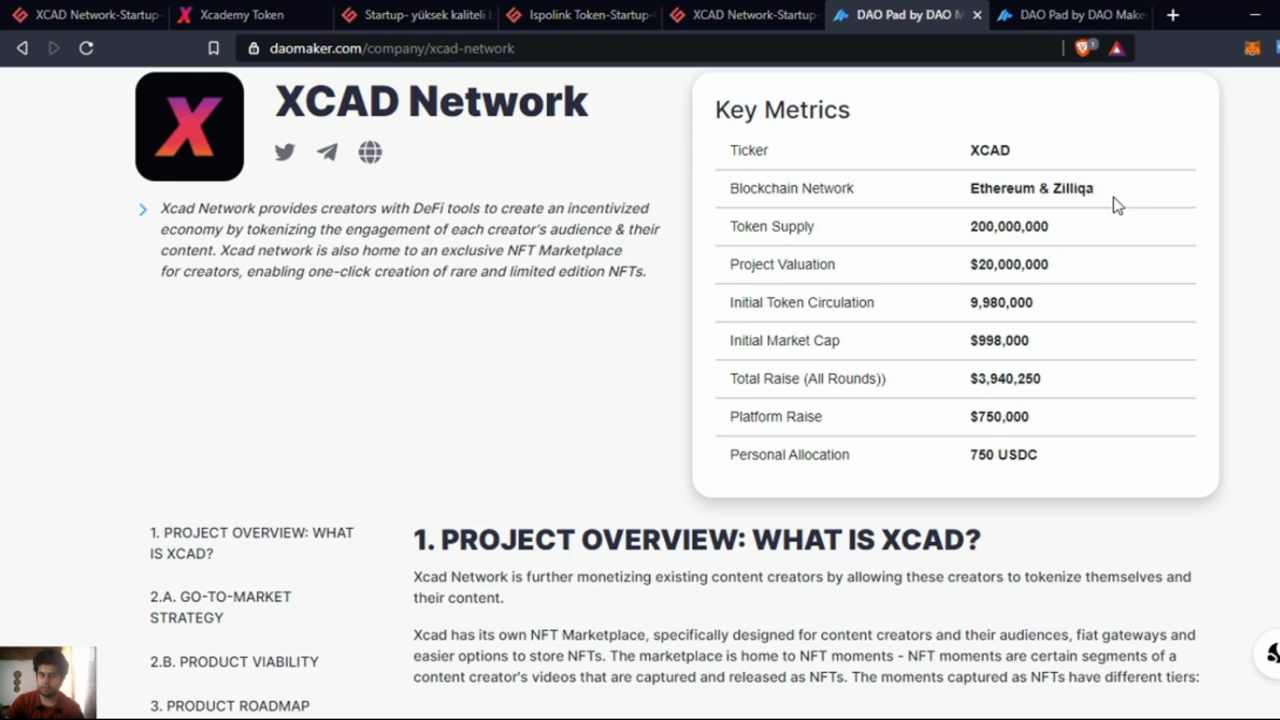 XCAD Network-Startup-
Xcademy Token
Startup- yüksek kaliteli
Ispolink Token-Startup-
XCAD Network-Startup-
DAO Pad by DAO M
DAO Pad by DAO Make
daomaker.com/company/xcad-network
1
XCAD Network
Xcad Network provides creators with DeFi tools to create an incentivized
economy by tokenizing the engagement of each creator's audience & their
content. Xcad network is also home to an exclusive NFT Marketplace
for creators, enabling one-click creation of rare and limited edition NFTs.
Key Metrics
Ticker XCAD
Blockchain Network Ethereum & Zilliqa
Token Supply 200,000,000
Project Valuation $20,000,000
Initial Token Circulation 9,980,000
Initial Market Cap $998,000
Total Raise (All Rounds)) $3,940,250
Platform Raise $750,000
Personal Allocation 750 USDC
1. PROJECT OVERVIEW: WHAT
IS XCAD?
2.A. GO-TO-MARKET
STRATEGY
2.B. PRODUCT VIABILITY
3. PRODUCT ROADMAP
1. PROJECT OVERVIEW: WHAT IS XCAD?
Xcad Network is further monetizing existing content creators by allowing these creators to tokenize themselves and
their content.
Xcad has its own NFT Marketplace, specifically designed for content creators and their audiences, fiat gateways and
easier options to store NFTs. The marketplace is home to NFT moments - NFT moments are certain segments of a
content creator's videos that are captured and released as NFTs. The moments captured as NFTs have different tiers: